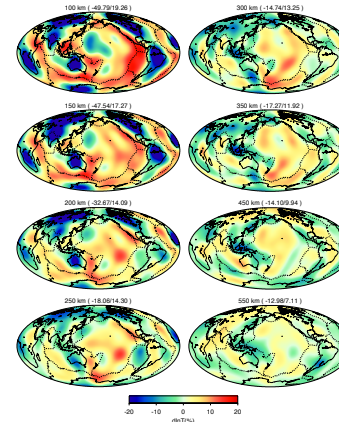 100 km ( -49.79/19.26 )
300 km ( -14.74/13.25 )
150 km ( -47.54/17.27 )
350 km ( -17.27/11.92 )
200 km ( -32.67/14.09 )
450 km ( -14.10/9.94 )
250 km ( -18.06/14.30 )
550 km ( -12.98/7.11 )
-20 -10 0 10 20
dlnT(%)